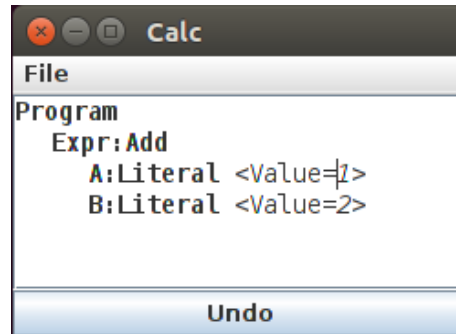 Calc
File
Program
Expr:Add
A:Literal <Value=1>
B:Literal <Value=2>
Undo